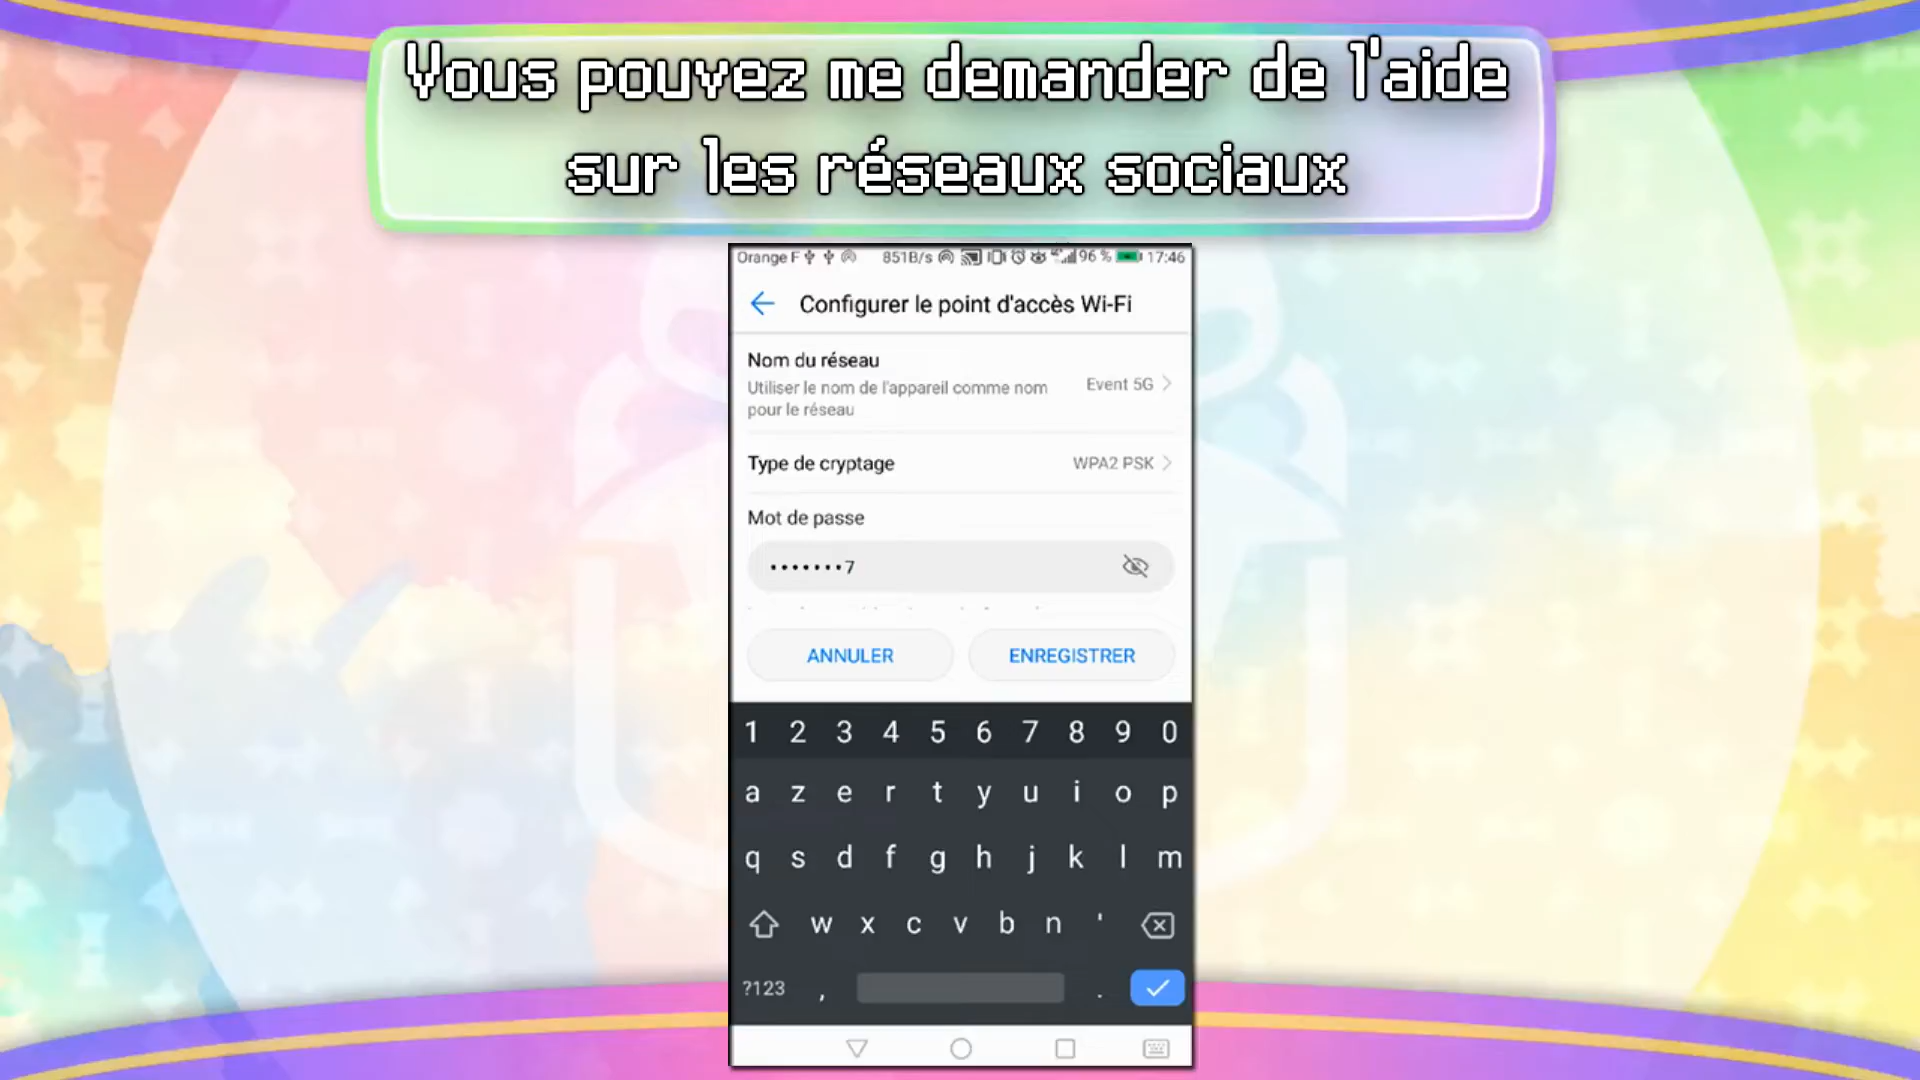 Vous pouvez me demander de l'aide
sur les réseaux sociaux
Orange F 851B/s 4G 96 % 17:46
Configurer le point d'accès Wi-Fi
Nom du réseau
Utiliser le nom de l'appareil comme nom
pour le réseau
Event 5G
Type de cryptage WPA2 PSK
Mot de passe
•••••••7
ANNULER ENREGISTRER
1 2 3 4 5 6 7 8 9 0
a z e r t y u i o p
q s d f g h j k l m
w x c v b n '
?123 , .